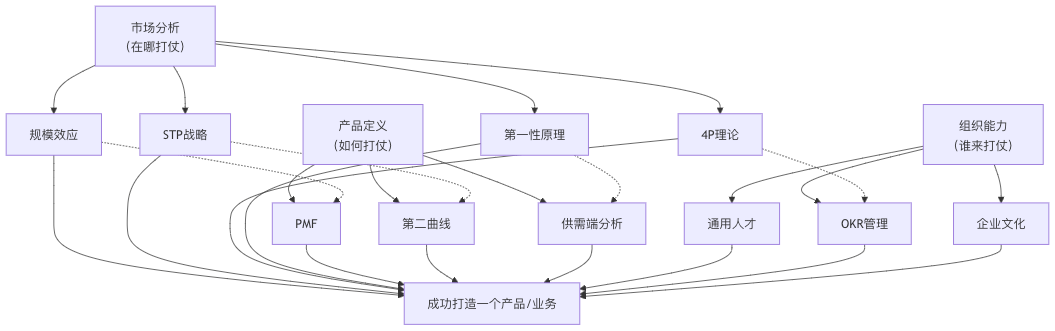 市场分析
(在哪打仗)
规模效应
STP战略
产品定义
(如何打仗)
第一性原理
4P理论
组织能力
(谁来打仗)
PMF
第二曲线
供需端分析
通用人才
OKR管理
企业文化
成功打造一个产品/业务